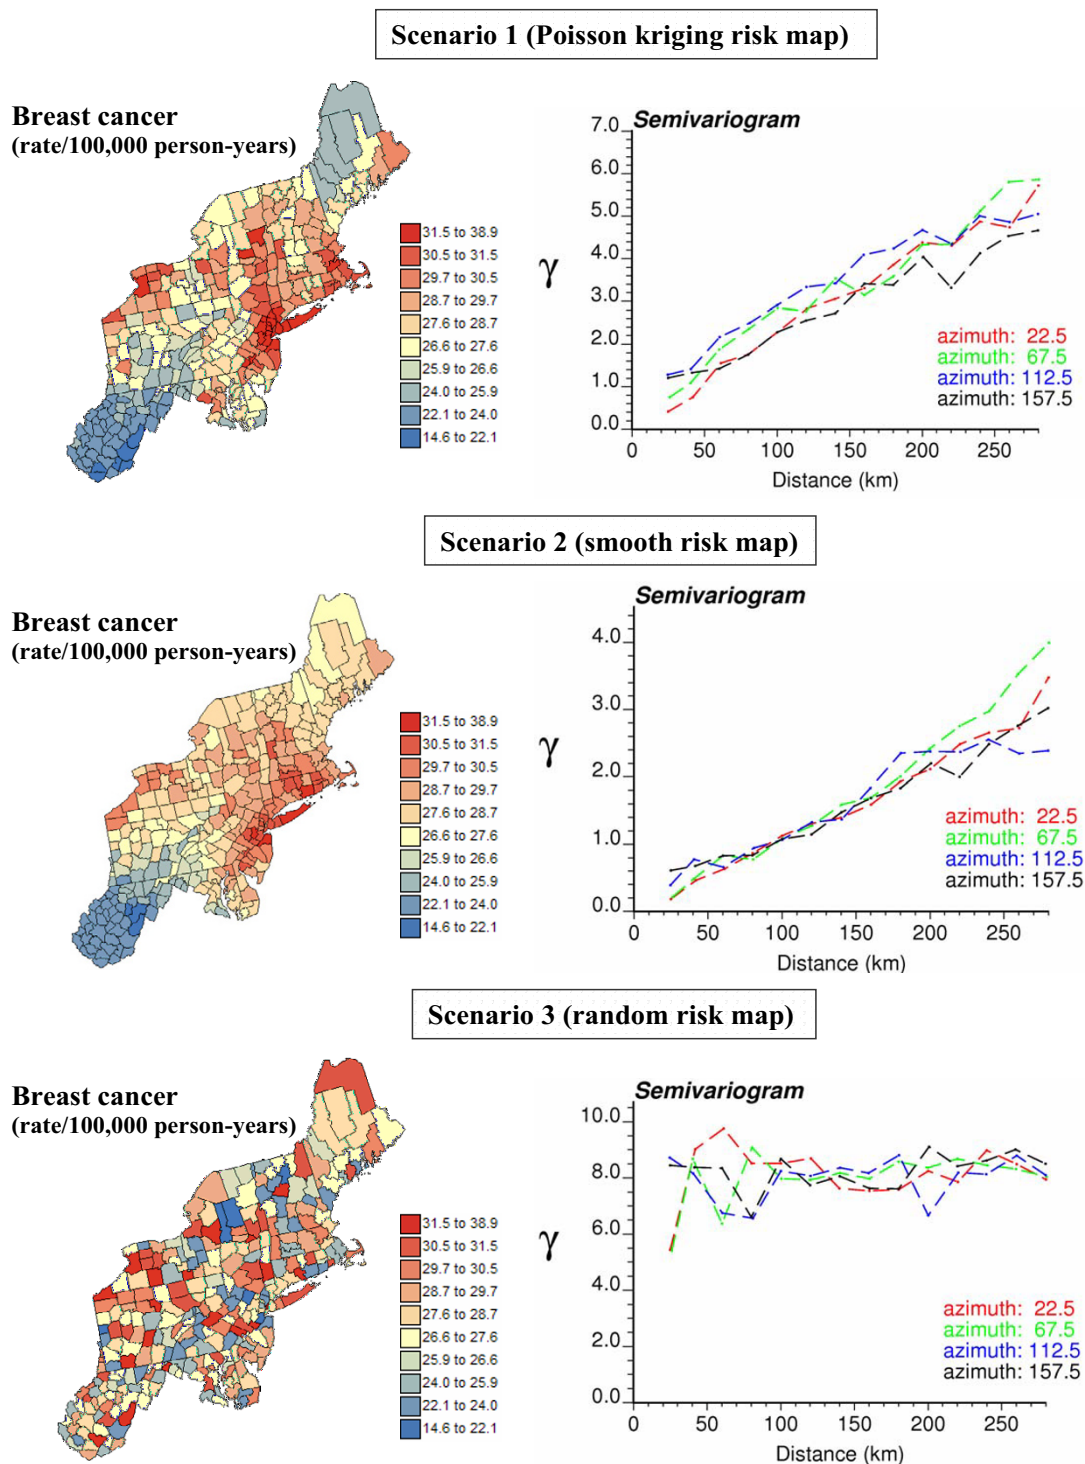 Scenario 1 (Poisson kriging risk map)
Breast cancer
(rate/100,000 person-years)
31.5 to 38.9
30.5 to 31.5
29.7 to 30.5
28.7 to 29.7
27.6 to 28.7
26.6 to 27.6
25.9 to 26.6
24.0 to 25.9
22.1 to 24.0
14.6 to 22.1
Semivariogram
7.0
6.0
5.0
4.0
3.0
2.0
1.0
0.0
γ
azimuth: 22.5
azimuth: 67.5
azimuth: 112.5
azimuth: 157.5
0 50 100 150 200 250
Distance (km)
Scenario 2 (smooth risk map)
Breast cancer
(rate/100,000 person-years)
31.5 to 38.9
30.5 to 31.5
29.7 to 30.5
28.7 to 29.7
27.6 to 28.7
26.6 to 27.6
25.9 to 26.6
24.0 to 25.9
22.1 to 24.0
14.6 to 22.1
Semivariogram
4.0
3.0
2.0
1.0
0.0
γ
azimuth: 22.5
azimuth: 67.5
azimuth: 112.5
azimuth: 157.5
0 50 100 150 200 250
Distance (km)
Scenario 3 (random risk map)
Breast cancer
(rate/100,000 person-years)
31.5 to 38.9
30.5 to 31.5
29.7 to 30.5
28.7 to 29.7
27.6 to 28.7
26.6 to 27.6
25.9 to 26.6
24.0 to 25.9
22.1 to 24.0
14.6 to 22.1
Semivariogram
10.0
8.0
6.0
4.0
2.0
0.0
γ
azimuth: 22.5
azimuth: 67.5
azimuth: 112.5
azimuth: 157.5
0 50 100 150 200 250
Distance (km)